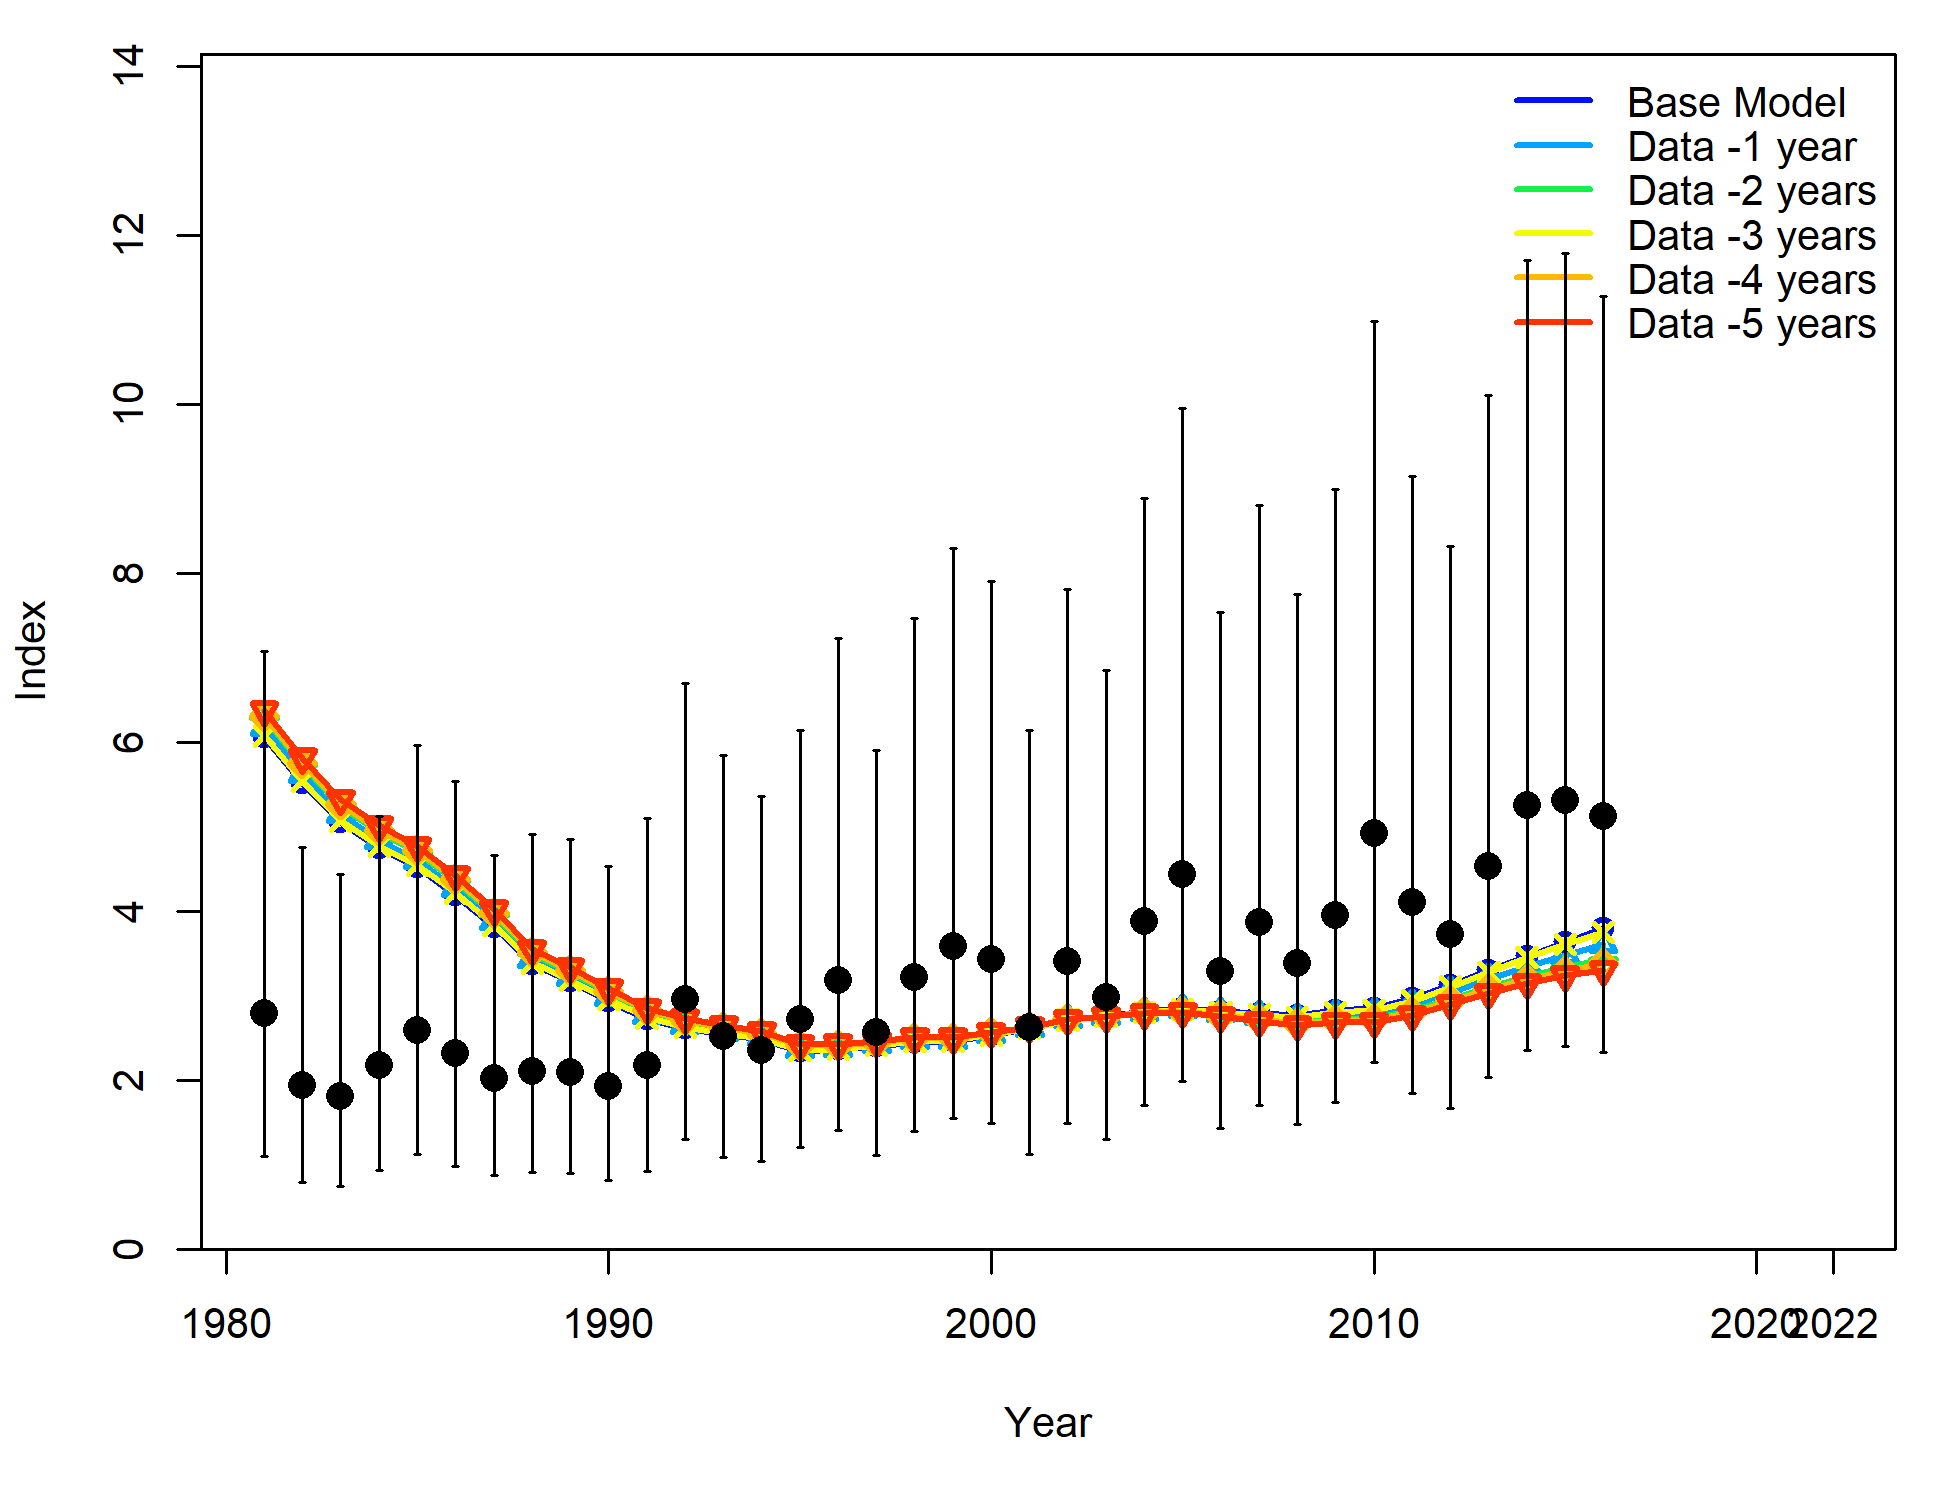 14
12
10
8
6
4
2
0
Index
Base Model
Data -1 year
Data -2 years
Data -3 years
Data -4 years
Data -5 years
1980 1990 2000 2010 2020 2022
Year